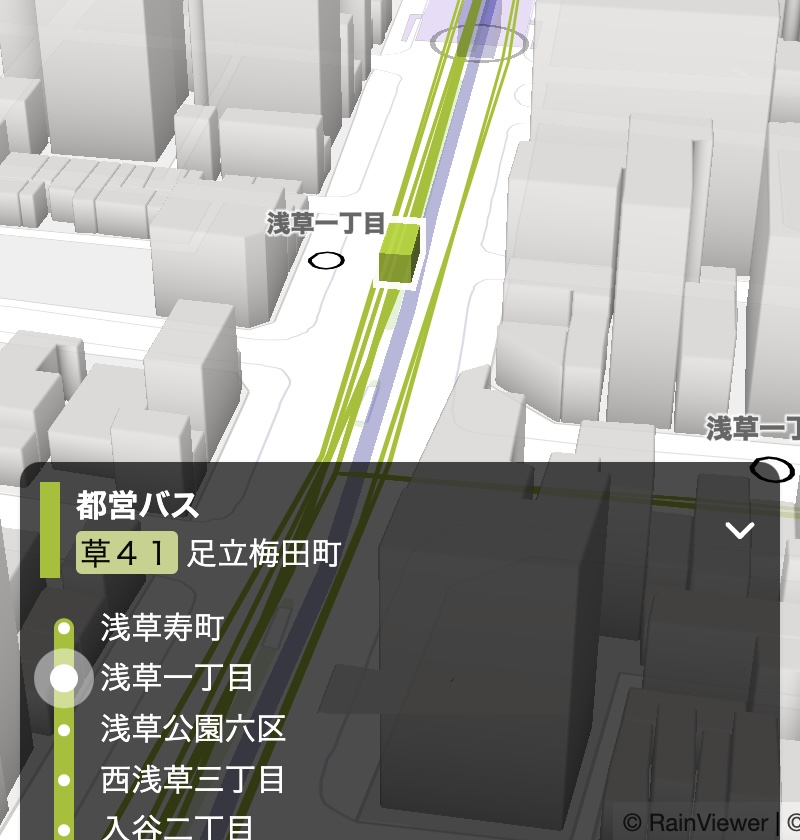 浅草一丁目
浅草一丁
都営バス
草４１ 足立梅田町
浅草寿町
浅草一丁目
浅草公園六区
西浅草三丁目
入谷二丁目
© RainViewer | ©